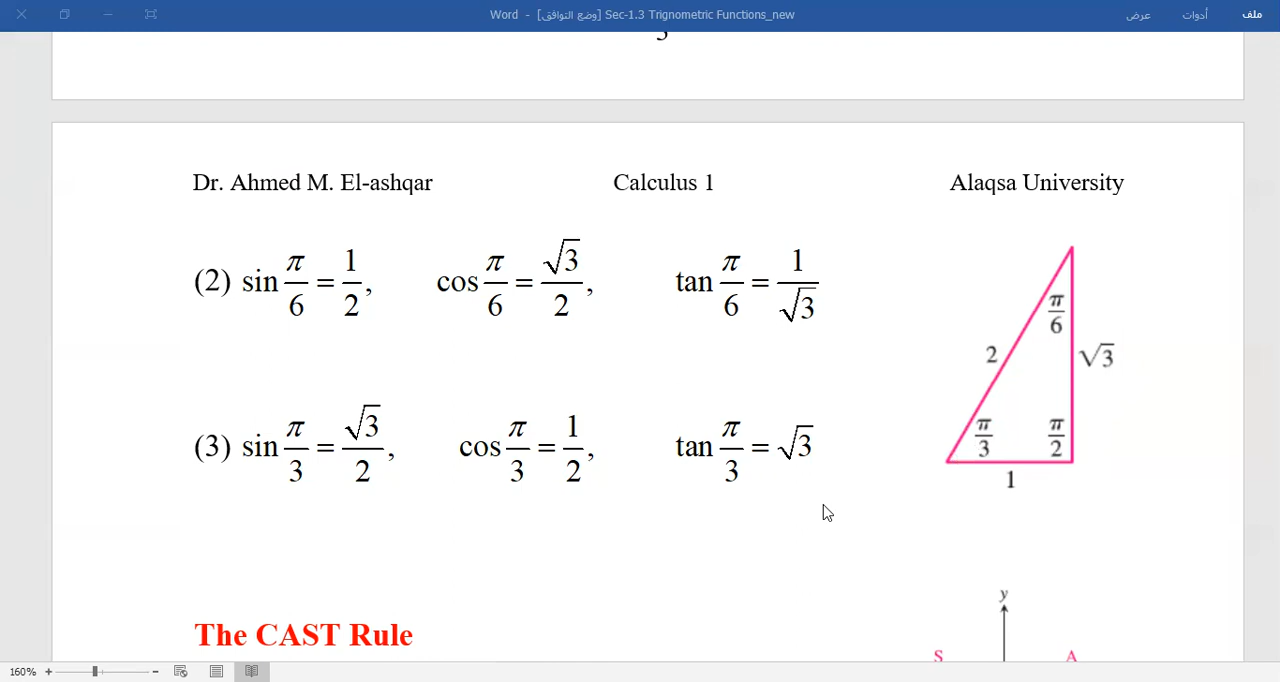 Word - [وضع التوافق] Sec-1.3 Trignometric Functions_new
ملف أدوات عرض
Dr. Ahmed M. El-ashqar Calculus 1 Alaqsa University
(2) sin π/6 = 1/2, cos π/6 = √3/2, tan π/6 = 1/√3
π/6
2 √3
(3) sin π/3 = √3/2, cos π/3 = 1/2, tan π/3 = √3
π/3 π/2
1
The CAST Rule
y
S A
160%